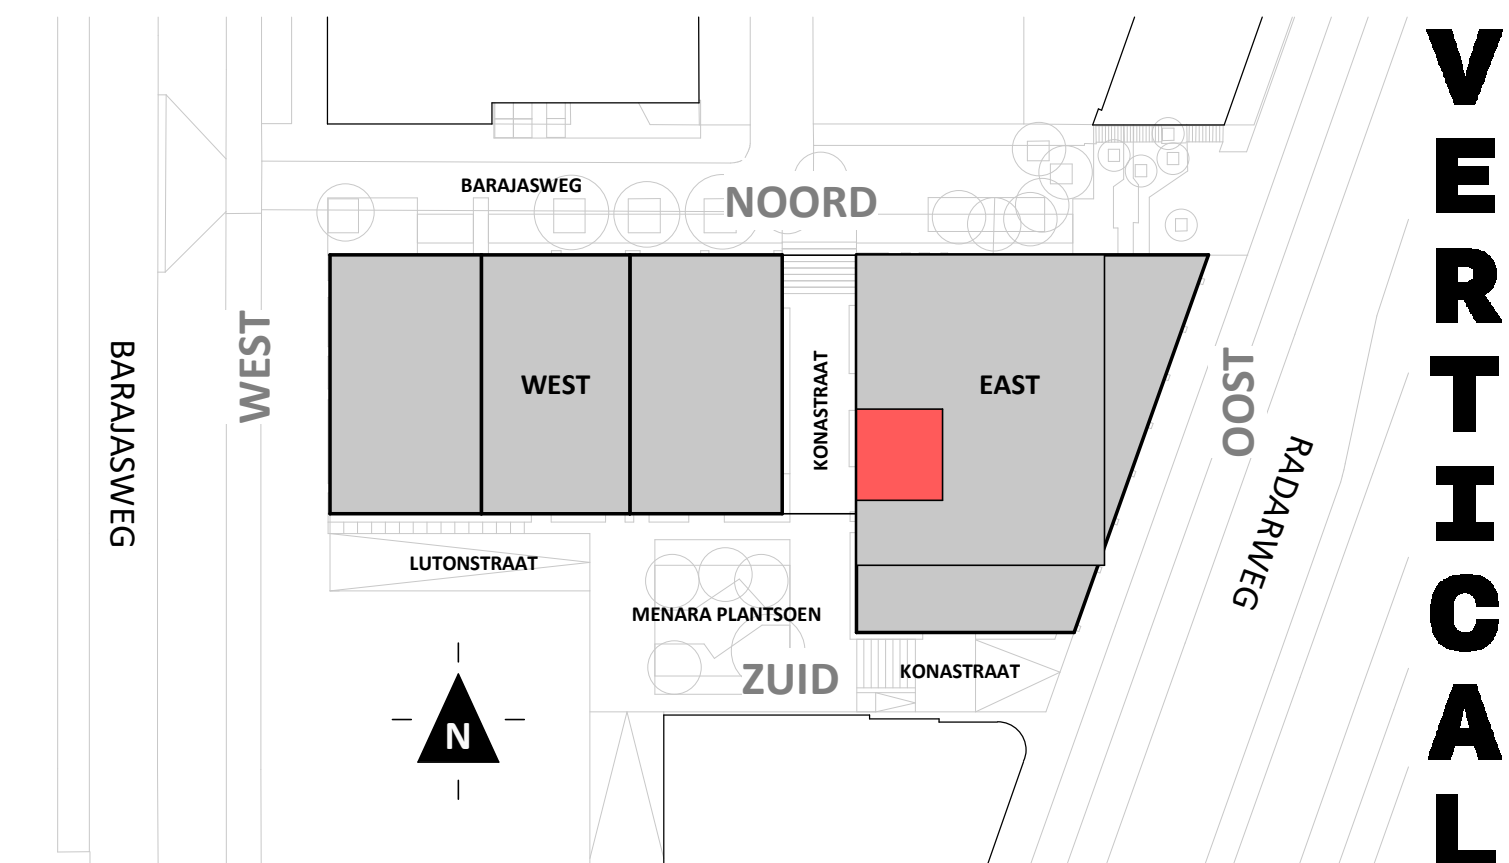 BARAJASWEG
NOORD
WEST
BARAJASWEG
WEST
KONASTRAAT
EAST
OOST
RADARWEG
LUTONSTRAAT
MENARA PLANTSOEN
ZUID
KONASTRAAT
N
VERTICAL